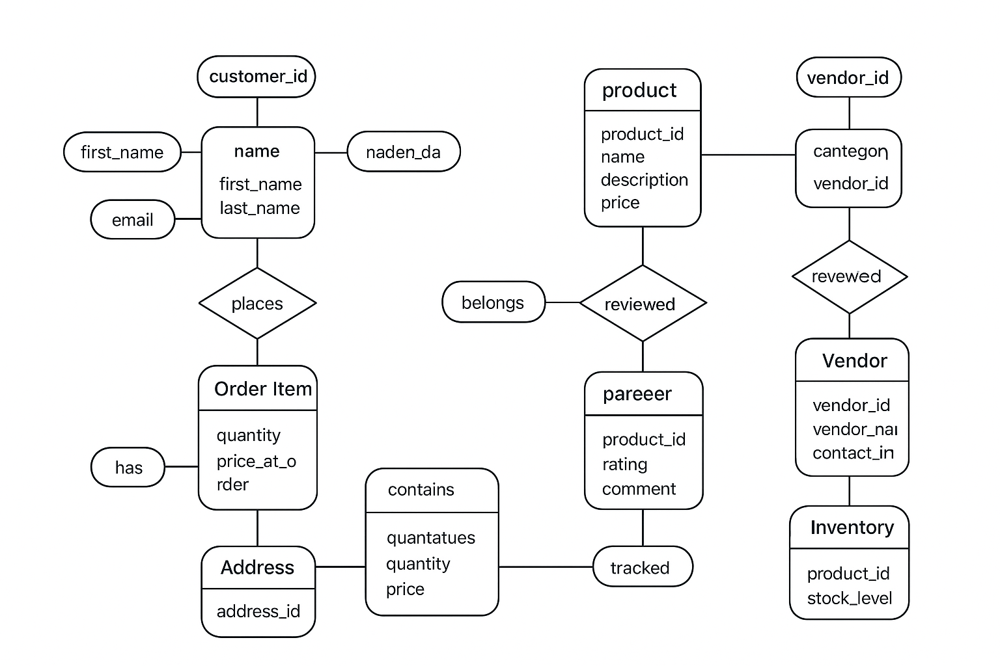 customer_id
first_name
name
first_name
last_name
naden_da
email
places
Order Item
quantity
price_at_o
rder
has
Address
address_id
contains
quantatues
quantity
price
product
product_id
name
description
price
belongs
reviewed
pareeer
product_id
rating
comment
tracked
vendor_id
cantegon
vendor_id
revewed
Vendor
vendor_id
vendor_nai
contact_in
Inventory
product_id
stock_level